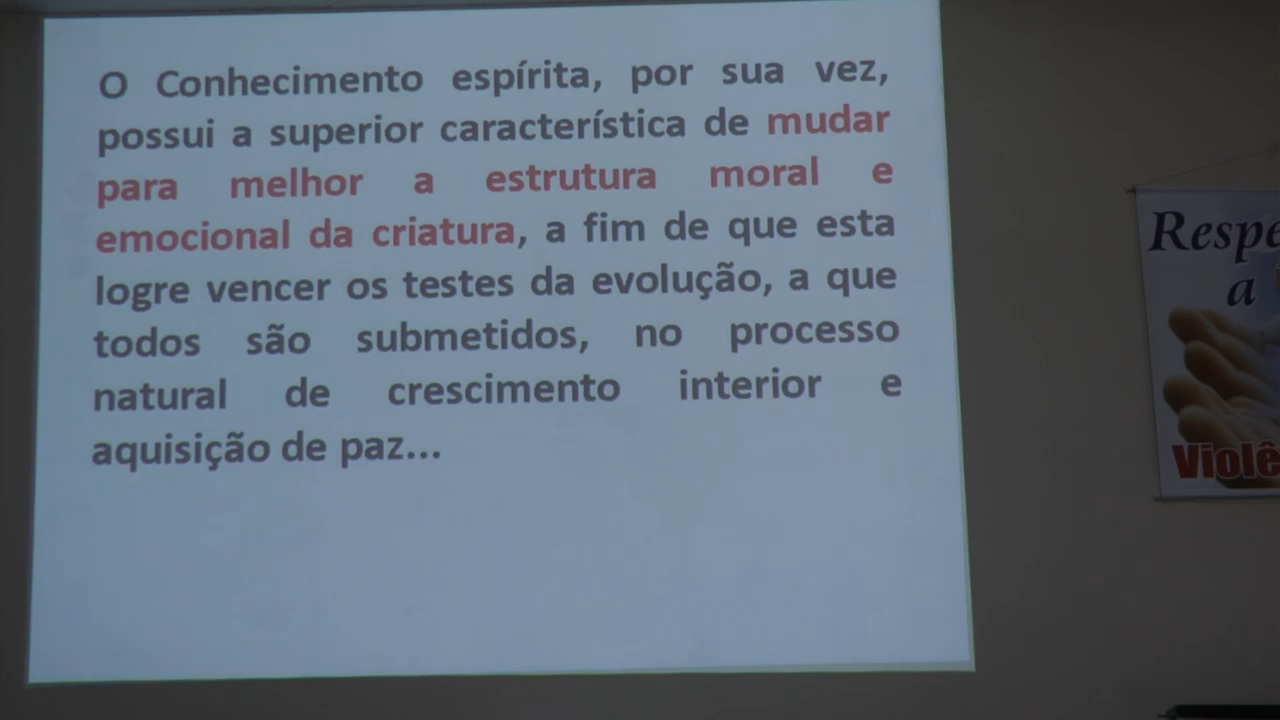 O Conhecimento espírita, por sua vez,
possui a superior característica de mudar
para melhor a estrutura moral e
emocional da criatura, a fim de que esta
logre vencer os testes da evolução, a que
todos são submetidos, no processo
natural de crescimento interior e
aquisição de paz...
a